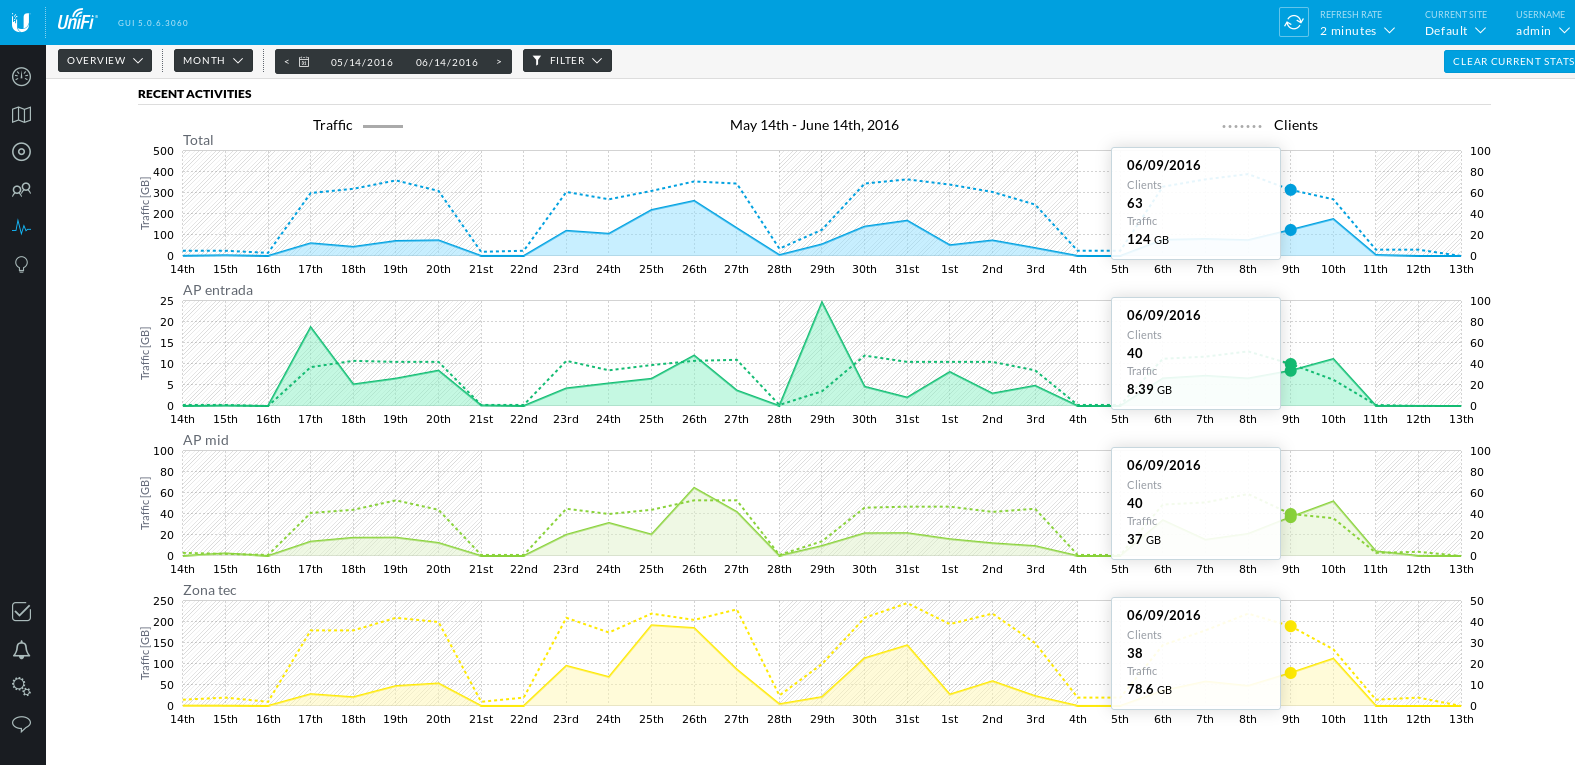 UniFi GUI 5.0.6.3060 REFRESH RATE CURRENT SITE USERNAME
2 minutes Default admin
OVERVIEW MONTH < 05/14/2016 06/14/2016 > FILTER CLEAR CURRENT STATS
RECENT ACTIVITIES
Traffic May 14th - June 14th, 2016 Clients
Total
Traffic [GB]
500 400 300 200 100 0
100 80 60 40 20 0
06/09/2016
Clients
63
Traffic
124 GB
14th 15th 16th 17th 18th 19th 20th 21st 22nd 23rd 24th 25th 26th 27th 28th 29th 30th 31st 1st 2nd 3rd 4th 5th 6th 7th 8th 9th 10th 11th 12th 13th
AP entrada
Traffic [GB]
25 20 15 10 5 0
100 80 60 40 20 0
06/09/2016
Clients
40
Traffic
8.39 GB
14th 15th 16th 17th 18th 19th 20th 21st 22nd 23rd 24th 25th 26th 27th 28th 29th 30th 31st 1st 2nd 3rd 4th 5th 6th 7th 8th 9th 10th 11th 12th 13th
AP mid
Traffic [GB]
100 80 60 40 20 0
100 80 60 40 20 0
06/09/2016
Clients
40
Traffic
37 GB
14th 15th 16th 17th 18th 19th 20th 21st 22nd 23rd 24th 25th 26th 27th 28th 29th 30th 31st 1st 2nd 3rd 4th 5th 6th 7th 8th 9th 10th 11th 12th 13th
Zona tec
Traffic [GB]
250 200 150 100 50 0
50 40 30 20 10 0
06/09/2016
Clients
38
Traffic
78.6 GB
14th 15th 16th 17th 18th 19th 20th 21st 22nd 23rd 24th 25th 26th 27th 28th 29th 30th 31st 1st 2nd 3rd 4th 5th 6th 7th 8th 9th 10th 11th 12th 13th